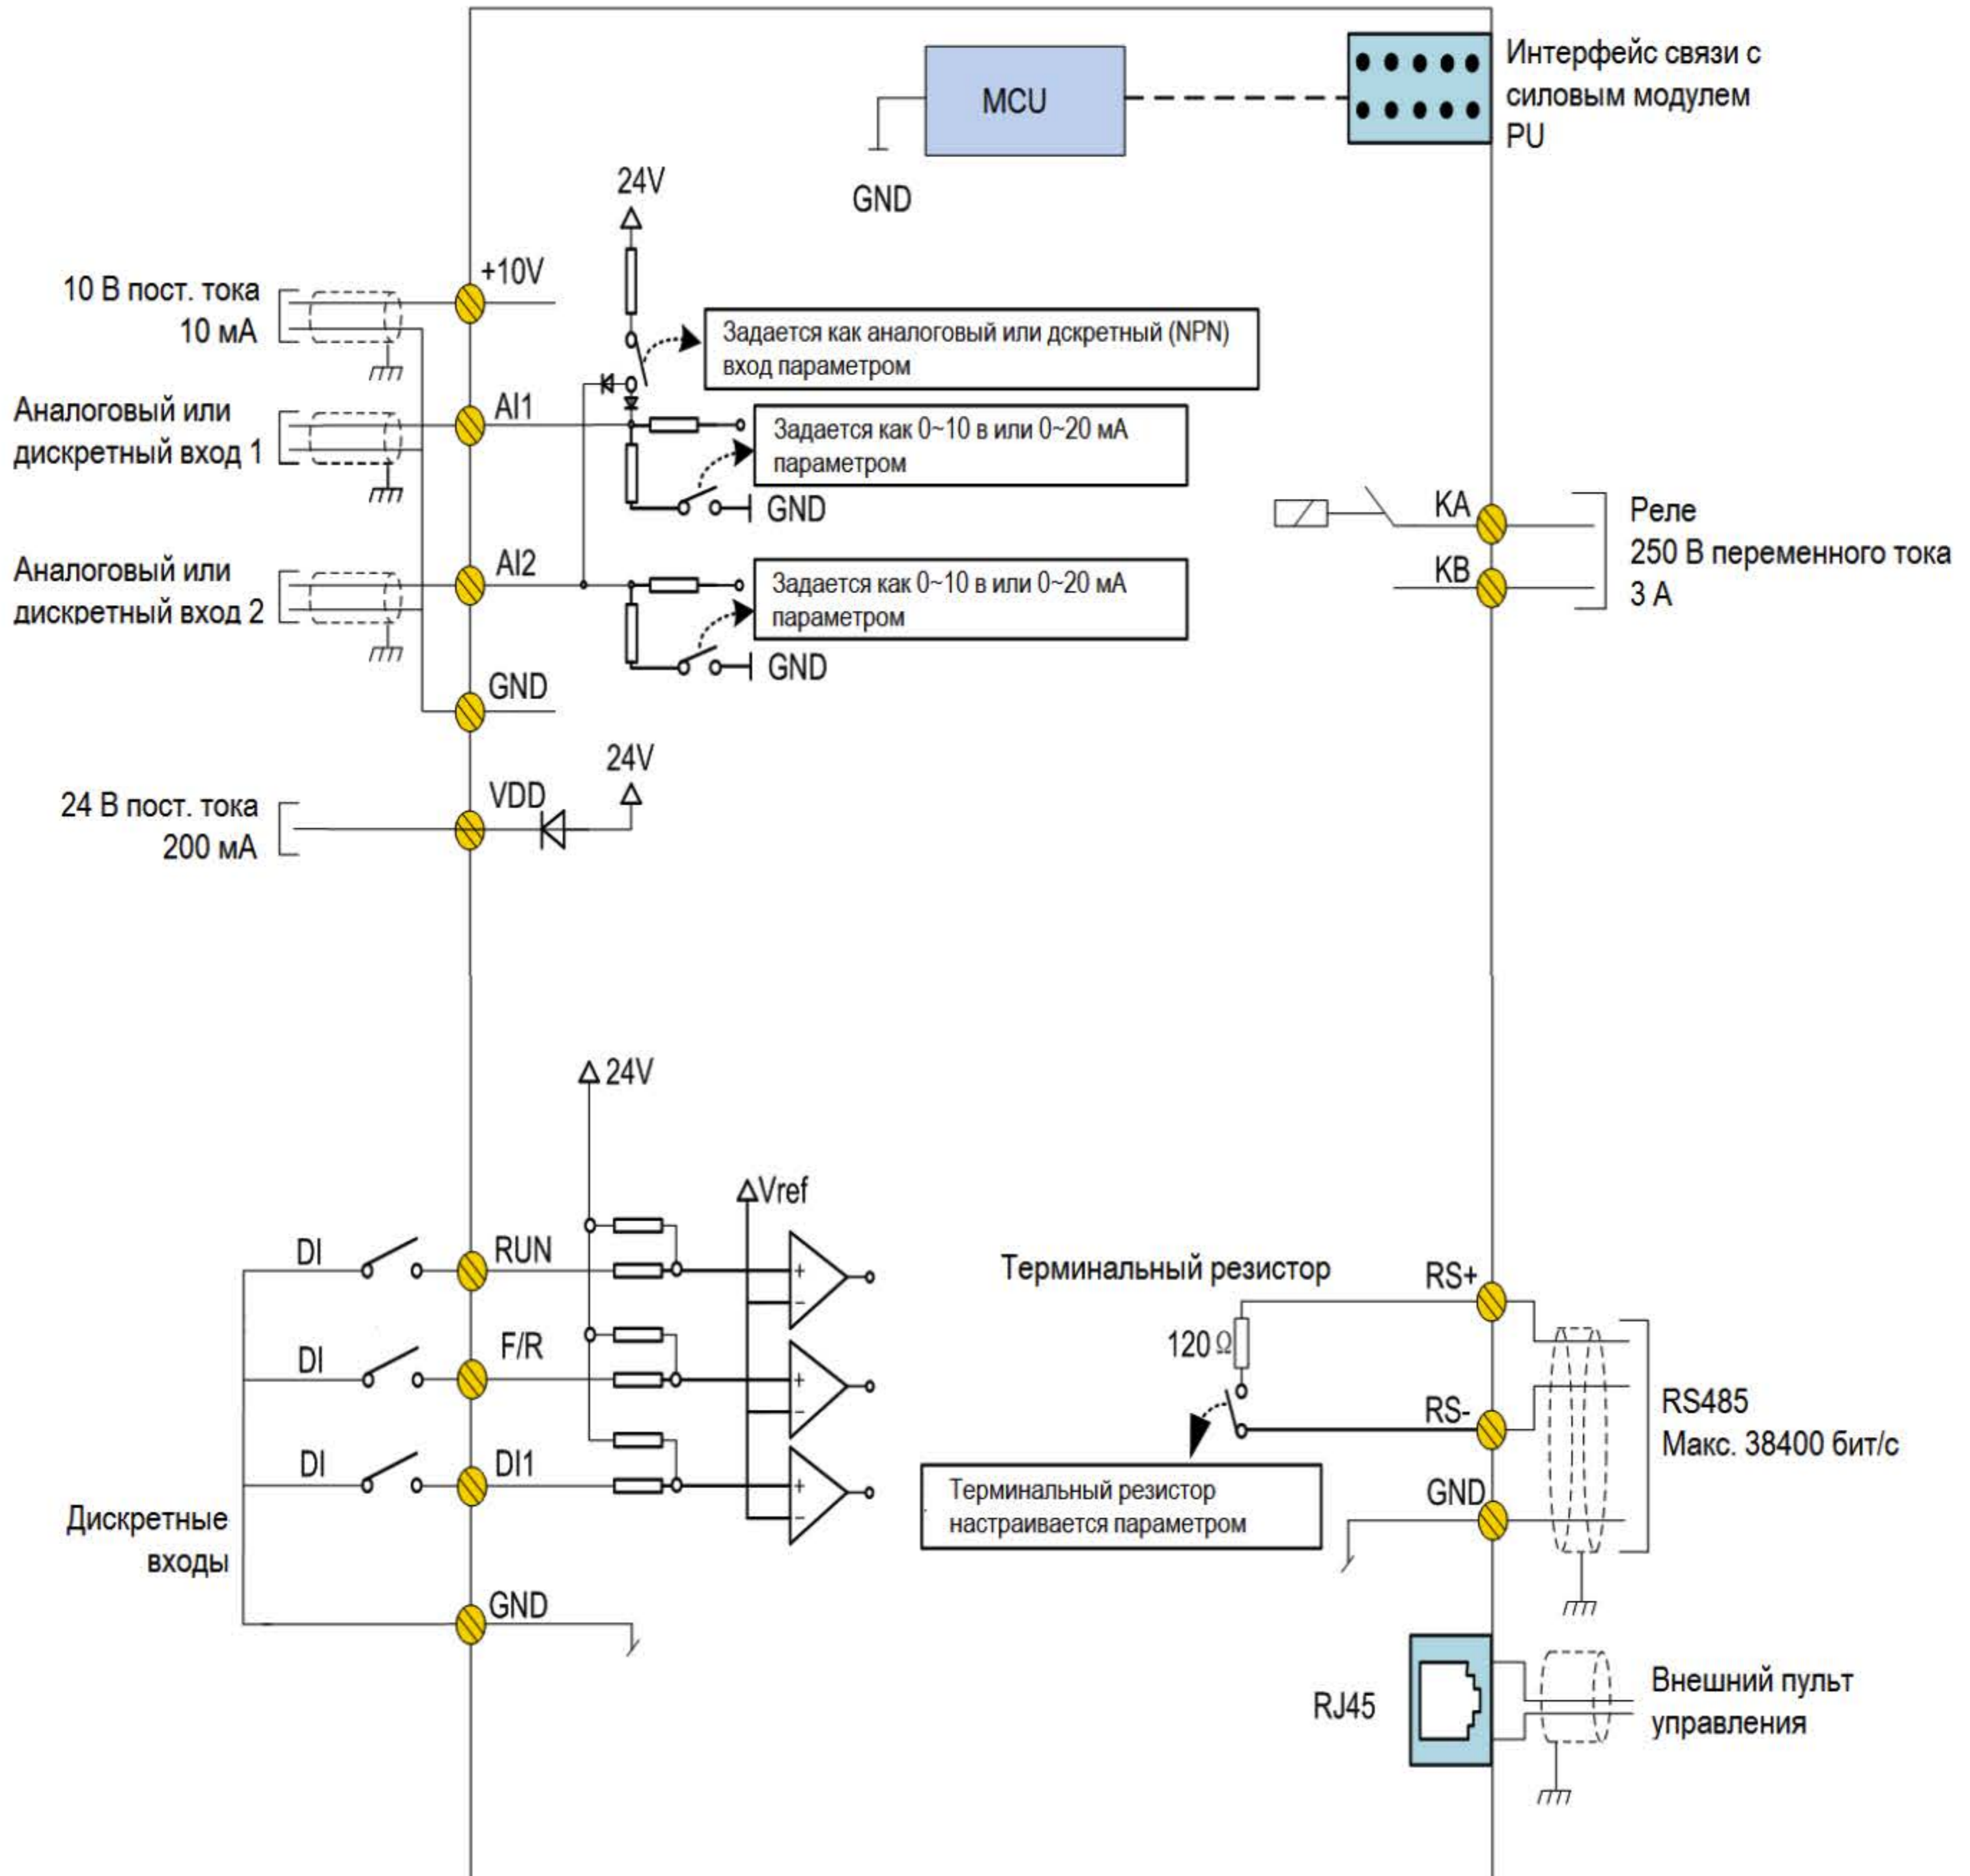 MCU
Интерфейс связи с
силовым модулем
PU
GND
24V
+10V
10 В пост. тока
10 мА
Задается как аналоговый или дскретный (NPN)
вход параметром
Аналоговый или
дискретный вход 1
AI1
Задается как 0~10 в или 0~20 мА
параметром
GND
KA
KB
Реле
250 В переменного тока
3 А
Аналоговый или
дискретный вход 2
AI2
Задается как 0~10 в или 0~20 мА
параметром
GND
GND
24V
VDD
24 В пост. тока
200 мА
24V
Vref
DI
RUN
+
−
DI
F/R
+
−
DI
DI1
+
−
Дискретные
входы
GND
Терминальный резистор
RS+
120 Ω
RS-
RS485
Макс. 38400 бит/с
GND
Терминальный резистор
настраивается параметром
RJ45
Внешний пульт
управления